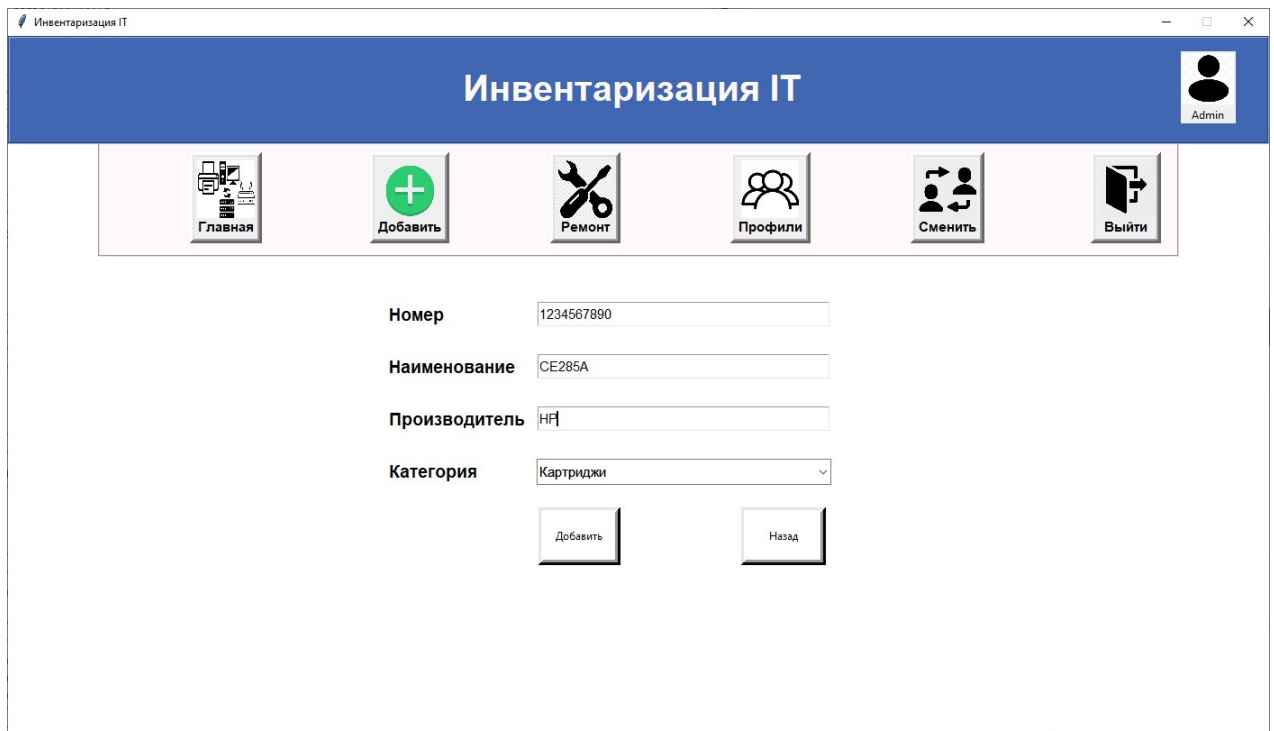 Инвентаризация IT
Инвентаризация IT
Admin
Главная Добавить Ремонт Профили Сменить Выйти
Номер 1234567890
Наименование CE285A
Производитель HP
Категория Картриджи
Добавить Назад